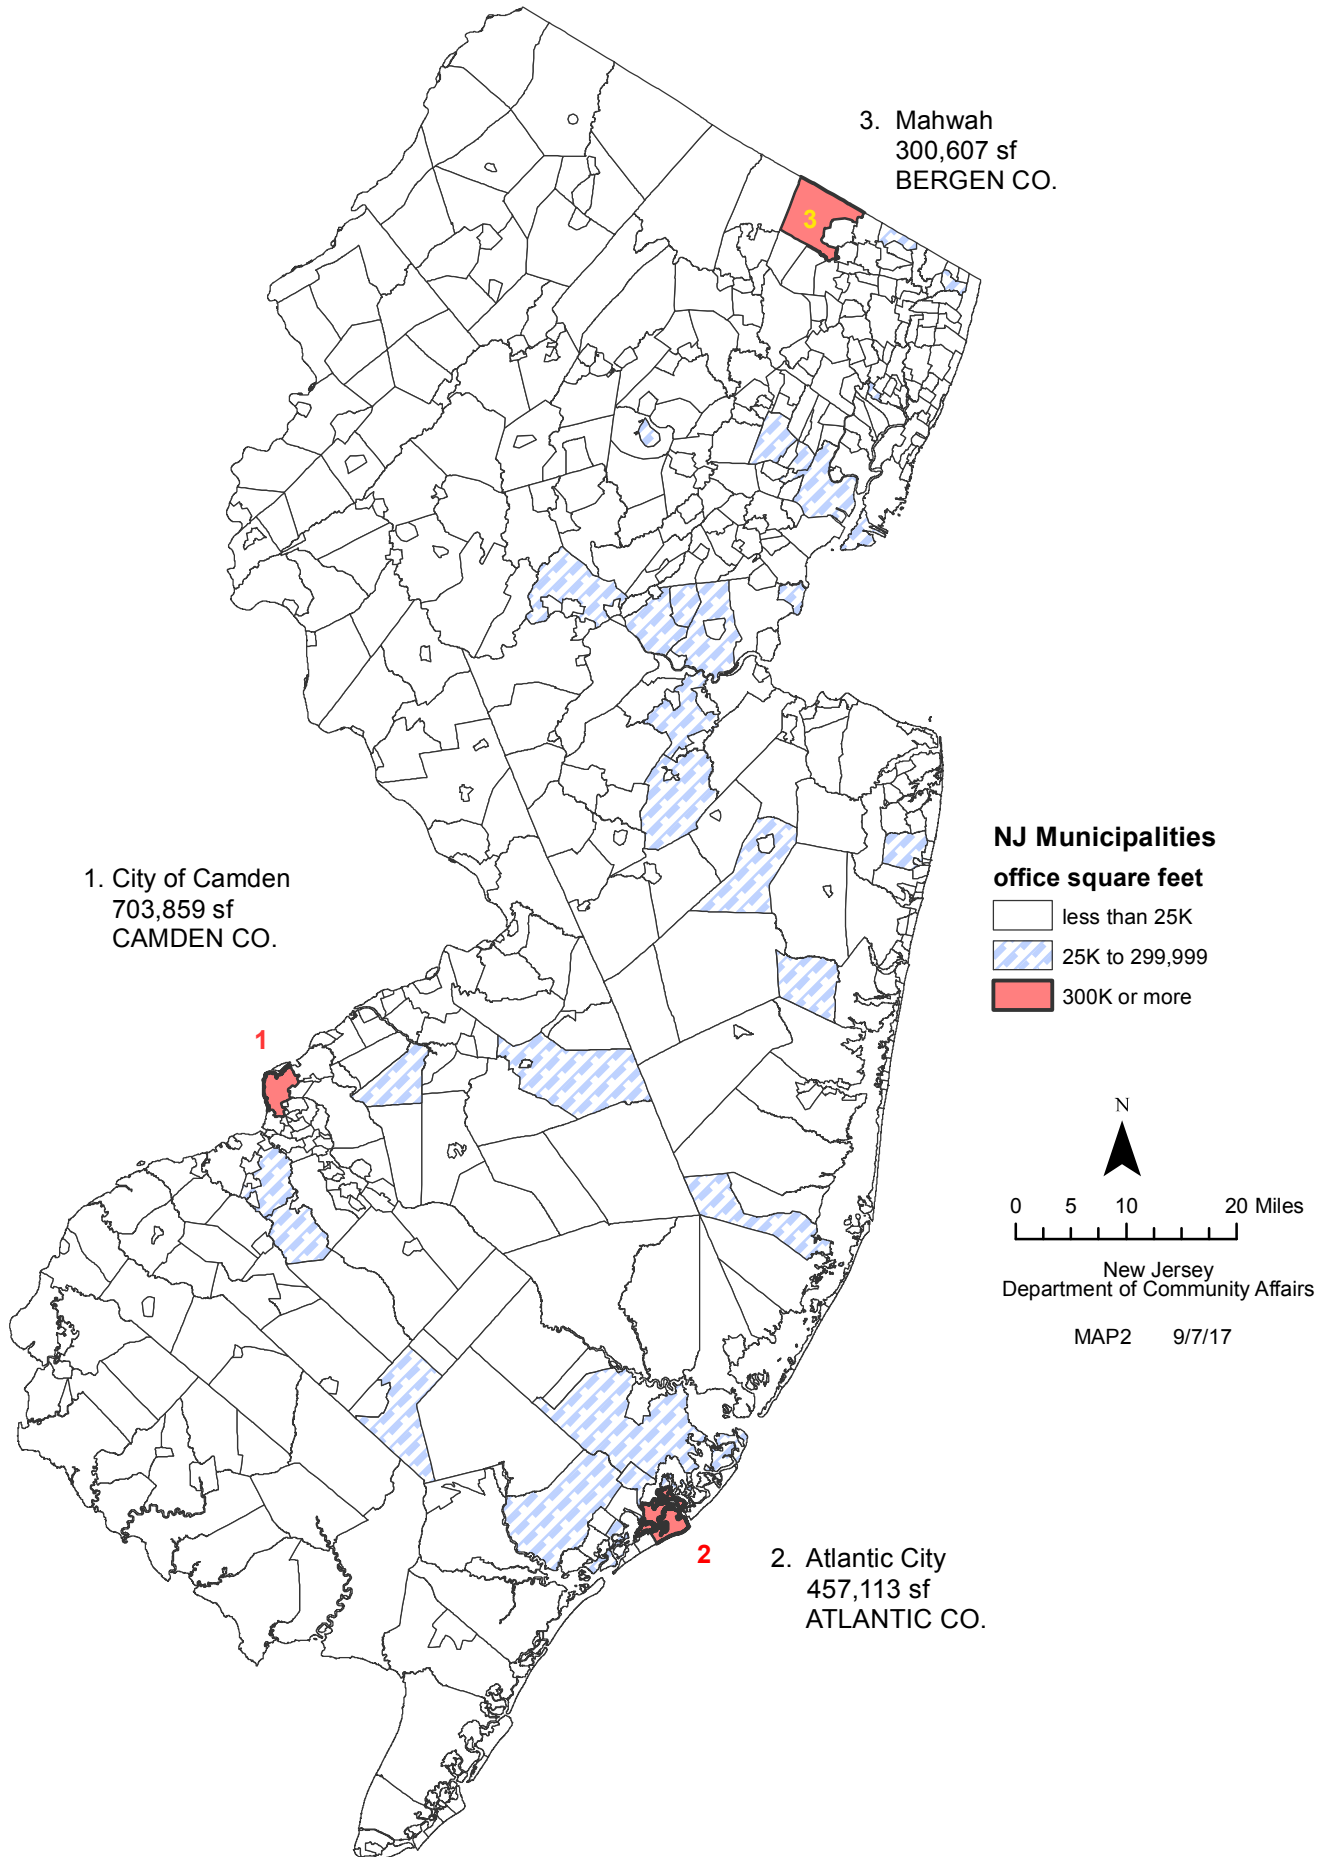 3. Mahwah
300,607 sf
BERGEN CO.
3
1. City of Camden
703,859 sf
CAMDEN CO.
1
NJ Municipalities
office square feet
less than 25K
25K to 299,999
300K or more
N
0 5 10 20 Miles
New Jersey
Department of Community Affairs
MAP2 9/7/17
2
2. Atlantic City
457,113 sf
ATLANTIC CO.